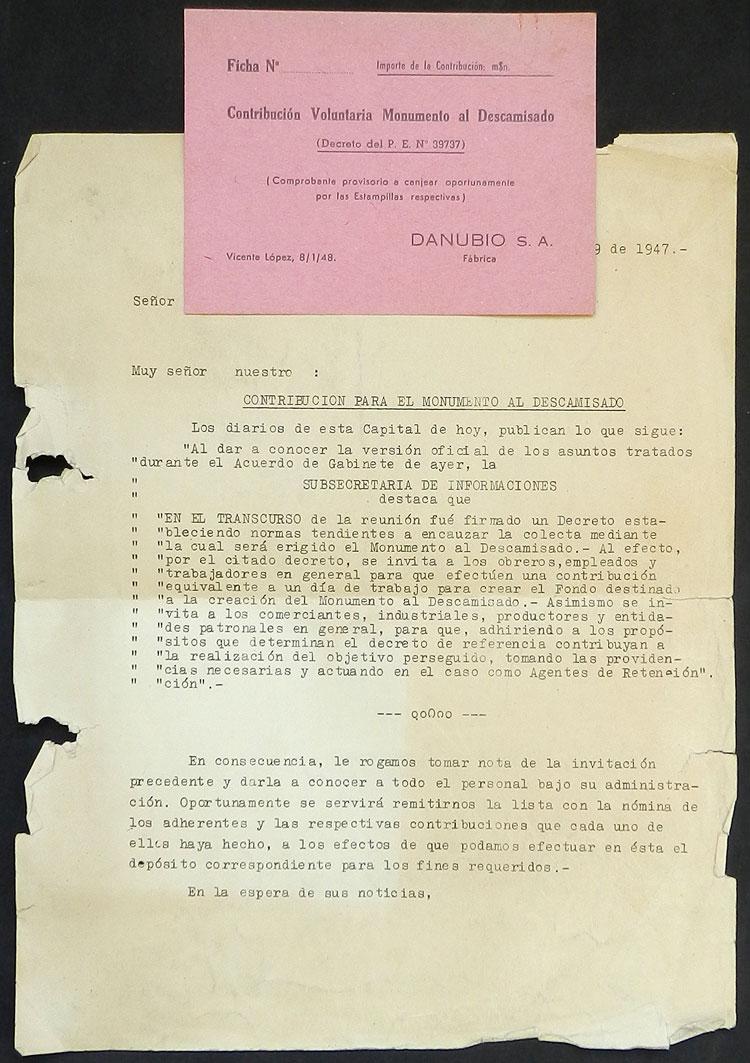 Ficha Nº
Importe de la Contribución: m$n.
Contribución Voluntaria Monumento al Descamisado
(Decreto del P. E. Nº 39737)
(Comprobante provisorio a canjear oportunamente
por las Estampillas respectivas)
DANUBIO S. A.
Fábrica
Vicente López, 8/1/48.
9 de 1947.-
Señor
Muy señor nuestro :
CONTRIBUCION PARA EL MONUMENTO AL DESCAMISADO
Los diarios de esta Capital de hoy, publican lo que sigue:
"Al dar a conocer la versión oficial de los asuntos tratados
"durante el Acuerdo de Gabinete de ayer, la
" SUBSECRETARIA DE INFORMACIONES
" destaca que
" "EN EL TRANSCURSO de la reunión fué firmado un Decreto esta-
" "bleciendo normas tendientes a encauzar la colecta mediante
" "la cual será erigido el Monumento al Descamisado.- Al efecto,
" "por el citado decreto, se invita a los obreros,empleados y
" "trabajadores en general para que efectúen una contribución
" "equivalente a un día de trabajo para crear el Fondo destinado
" "a la creación del Monumento al Descamisado.- Asimismo se in-
" "vita a los comerciantes, industriales, productores y entida-
" "des patronales en general, para que, adhiriendo a los propó-
" "sitos que determinan el decreto de referencia contribuyan a
" "la realización del objetivo perseguido, tomando las providen-
" "cias necesarias y actuando en el caso como Agentes de Retensión".
" "ción".-
--- ooOoo ---
En consecuencia, le rogamos tomar nota de la invitación
precedente y darla a conocer a todo el personal bajo su administra-
ción. Oportunamente se servirá remitirnos la lista con la nómina de
los adherentes y las respectivas contribuciones que cada uno de
ellos haya hecho, a los efectos de que podamos efectuar en ésta el
depósito correspondiente para los fines requeridos.-
En la espera de sus noticias,